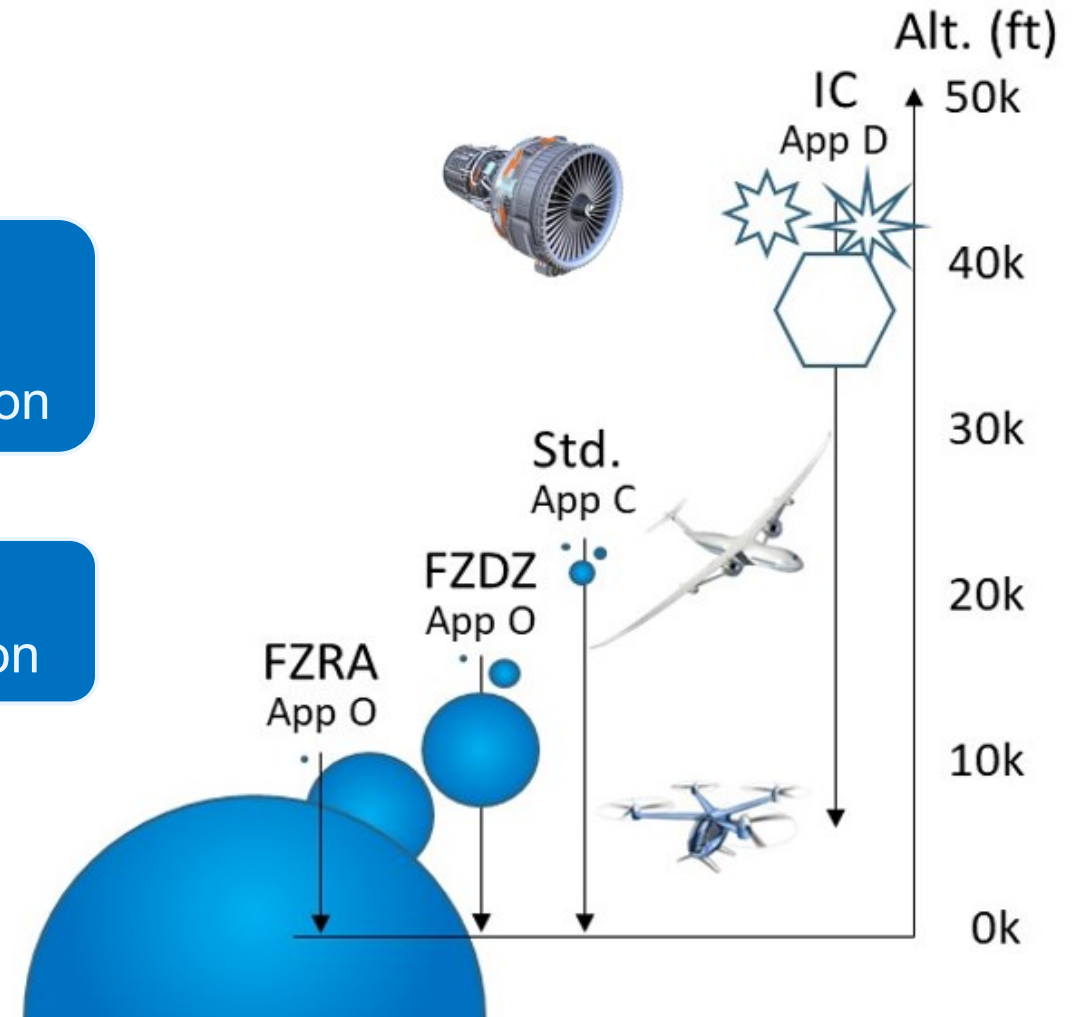 Alt. (ft)
IC
App D
50k
40k
30k
20k
10k
0k
Std.
App C
FZDZ
App O
FZRA
App O
on
on